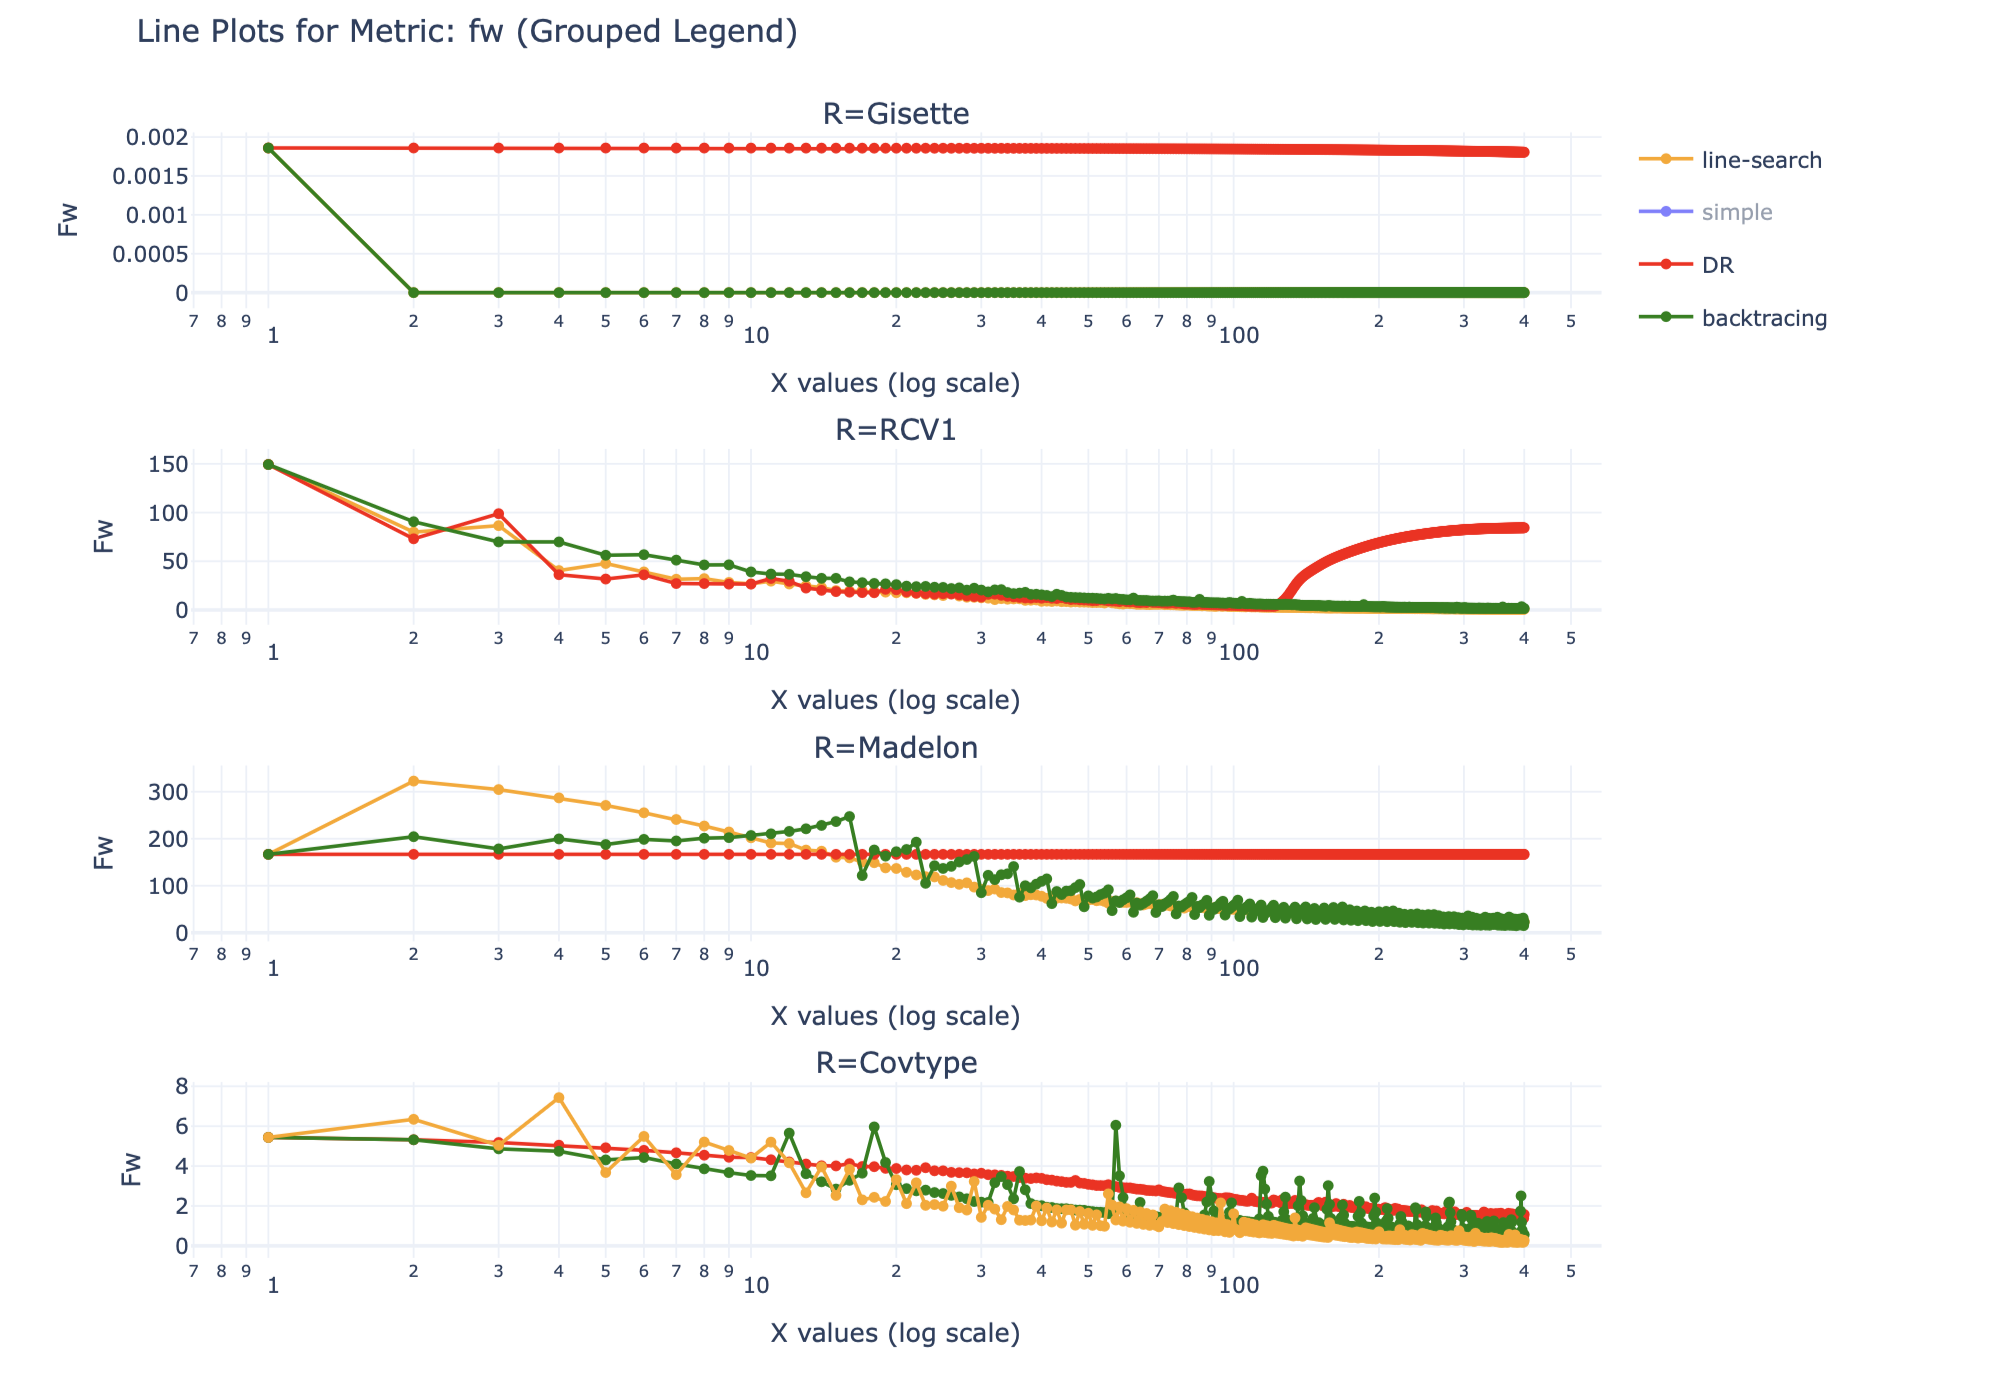 Line Plots for Metric: fw (Grouped Legend)
R=Gisette
0.002
0.0015
0.001
0.0005
0
Fw
7 8 9 1 2 3 4 5 6 7 8 9 10 2 3 4 5 6 7 8 9 100 2 3 4 5
X values (log scale)
line-search
simple
DR
backtracing
R=RCV1
150
100
50
0
Fw
7 8 9 1 2 3 4 5 6 7 8 9 10 2 3 4 5 6 7 8 9 100 2 3 4 5
X values (log scale)
R=Madelon
300
200
100
0
Fw
7 8 9 1 2 3 4 5 6 7 8 9 10 2 3 4 5 6 7 8 9 100 2 3 4 5
X values (log scale)
R=Covtype
8
6
4
2
0
Fw
7 8 9 1 2 3 4 5 6 7 8 9 10 2 3 4 5 6 7 8 9 100 2 3 4 5
X values (log scale)